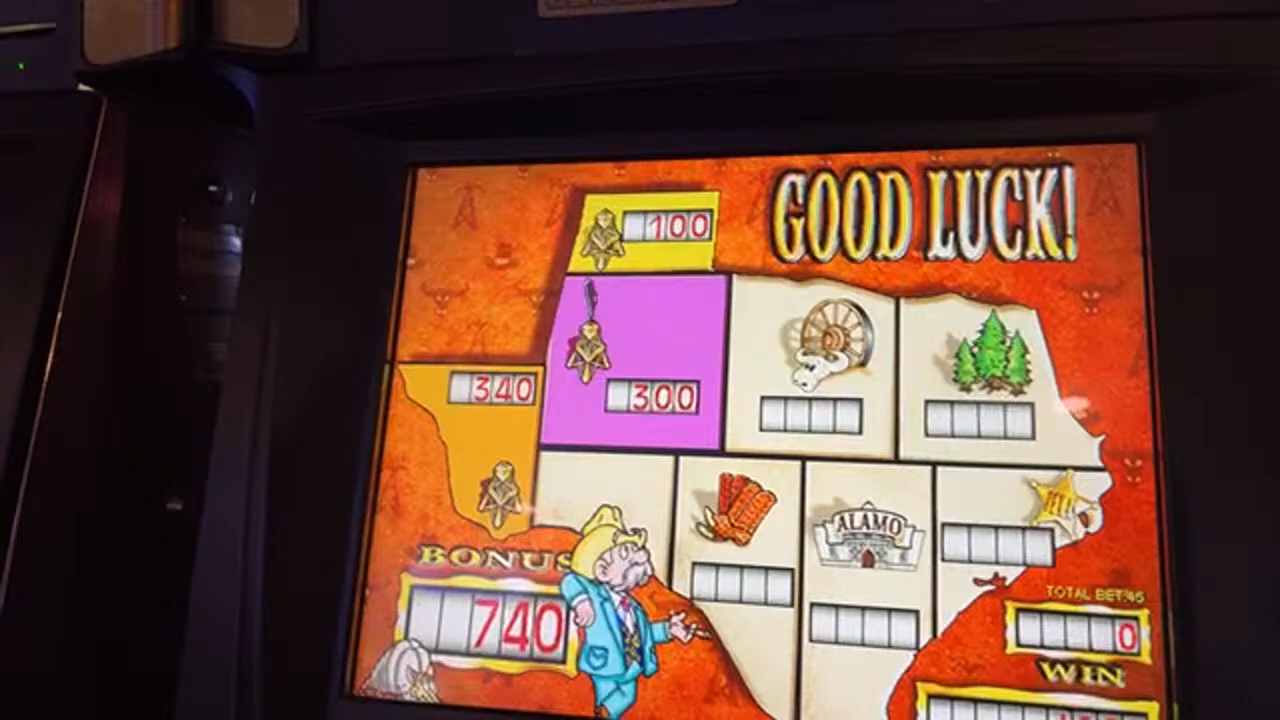 GOOD LUCK!
100
300
340
ALAMO
BONUS
740
TOTAL BET:45
0
WIN